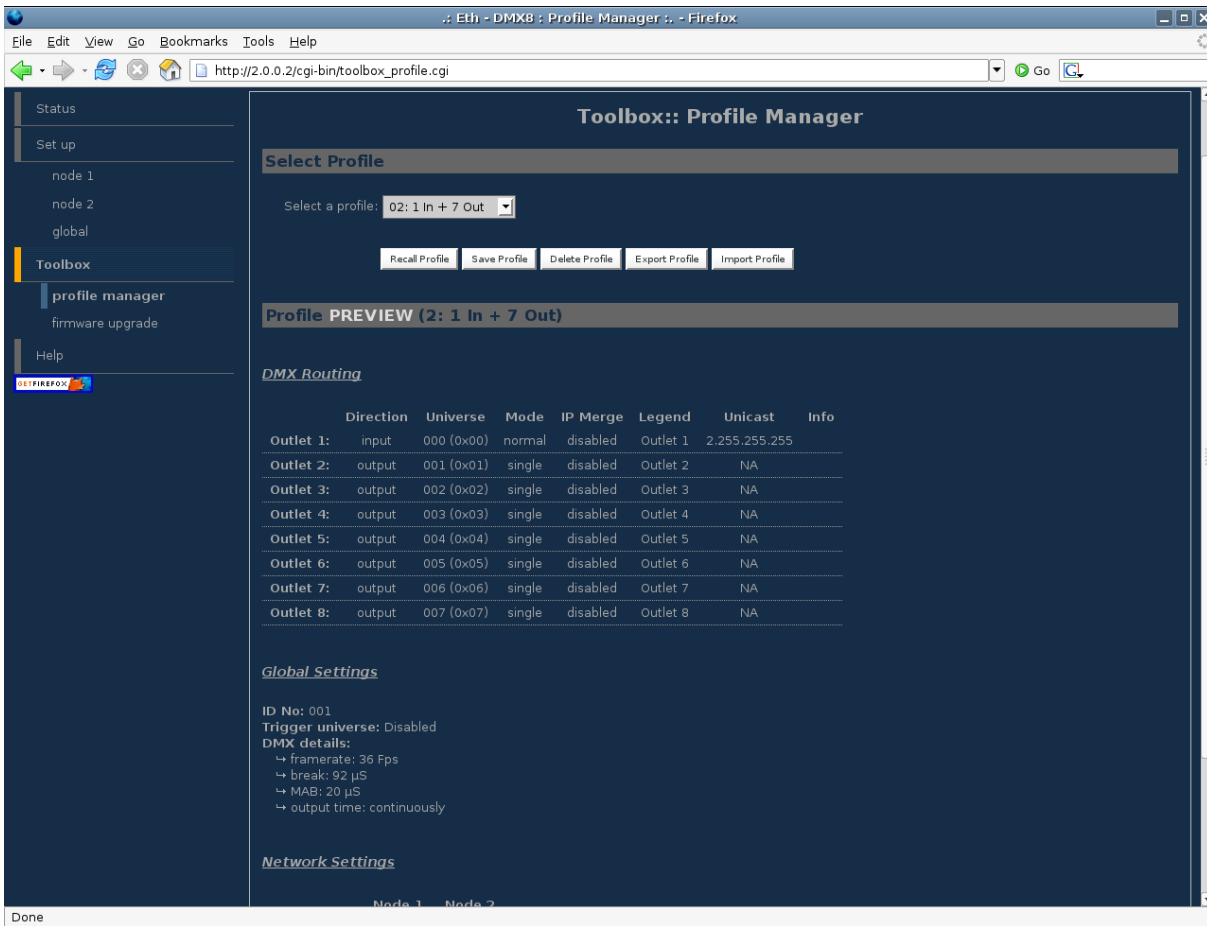 .: Eth - DMX8 : Profile Manager :. - Firefox
File Edit View Go Bookmarks Tools Help
http://2.0.0.2/cgi-bin/toolbox_profile.cgi
Go
Status
Set up
node 1
node 2
global
Toolbox
profile manager
firmware upgrade
Help
GETFIREFOX
Toolbox:: Profile Manager
Select Profile
Select a profile: 02: 1 In + 7 Out
Recall Profile Save Profile Delete Profile Export Profile Import Profile
Profile PREVIEW (2: 1 In + 7 Out)
DMX Routing
Direction Universe Mode IP Merge Legend Unicast Info
Outlet 1: input 000 (0x00) normal disabled Outlet 1 2.255.255.255
Outlet 2: output 001 (0x01) single disabled Outlet 2 NA
Outlet 3: output 002 (0x02) single disabled Outlet 3 NA
Outlet 4: output 003 (0x03) single disabled Outlet 4 NA
Outlet 5: output 004 (0x04) single disabled Outlet 5 NA
Outlet 6: output 005 (0x05) single disabled Outlet 6 NA
Outlet 7: output 006 (0x06) single disabled Outlet 7 NA
Outlet 8: output 007 (0x07) single disabled Outlet 8 NA
Global Settings
ID No: 001
Trigger universe: Disabled
DMX details:
↪ framerate: 36 Fps
↪ break: 92 µS
↪ MAB: 20 µS
↪ output time: continuously
Network Settings
Node 1 Node 2
Done